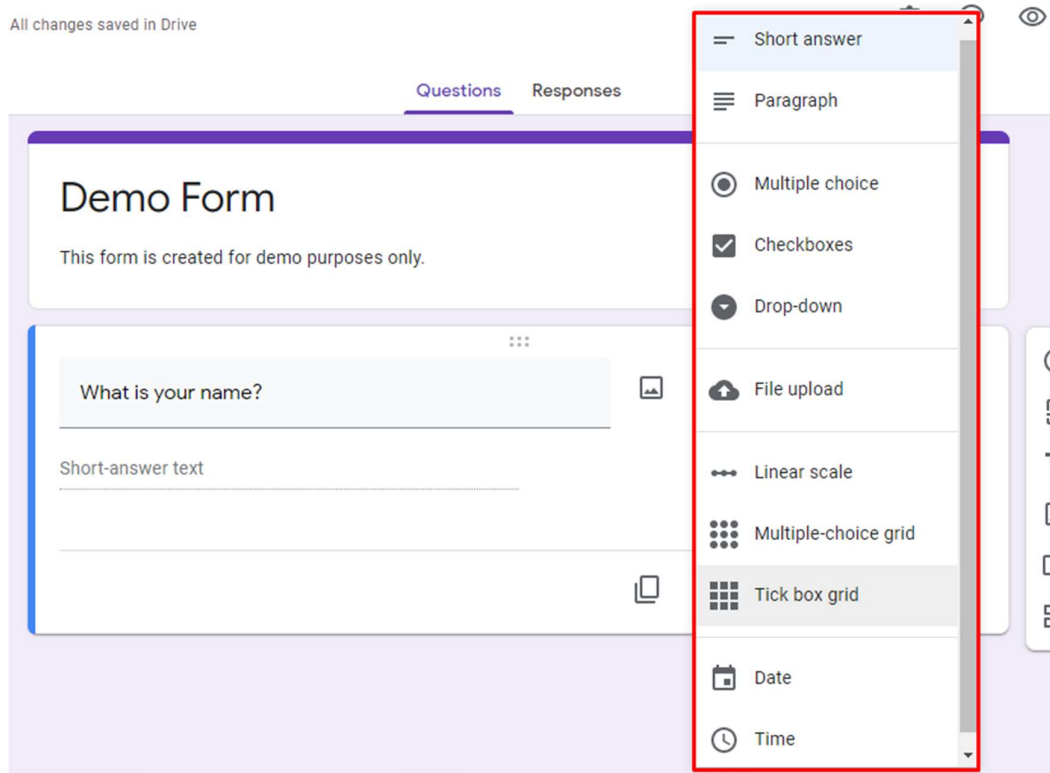 All changes saved in Drive
Questions Responses
Demo Form
This form is created for demo purposes only.
What is your name?
Short-answer text
Short answer
Paragraph
Multiple choice
Checkboxes
Drop-down
File upload
Linear scale
Multiple-choice grid
Tick box grid
Date
Time